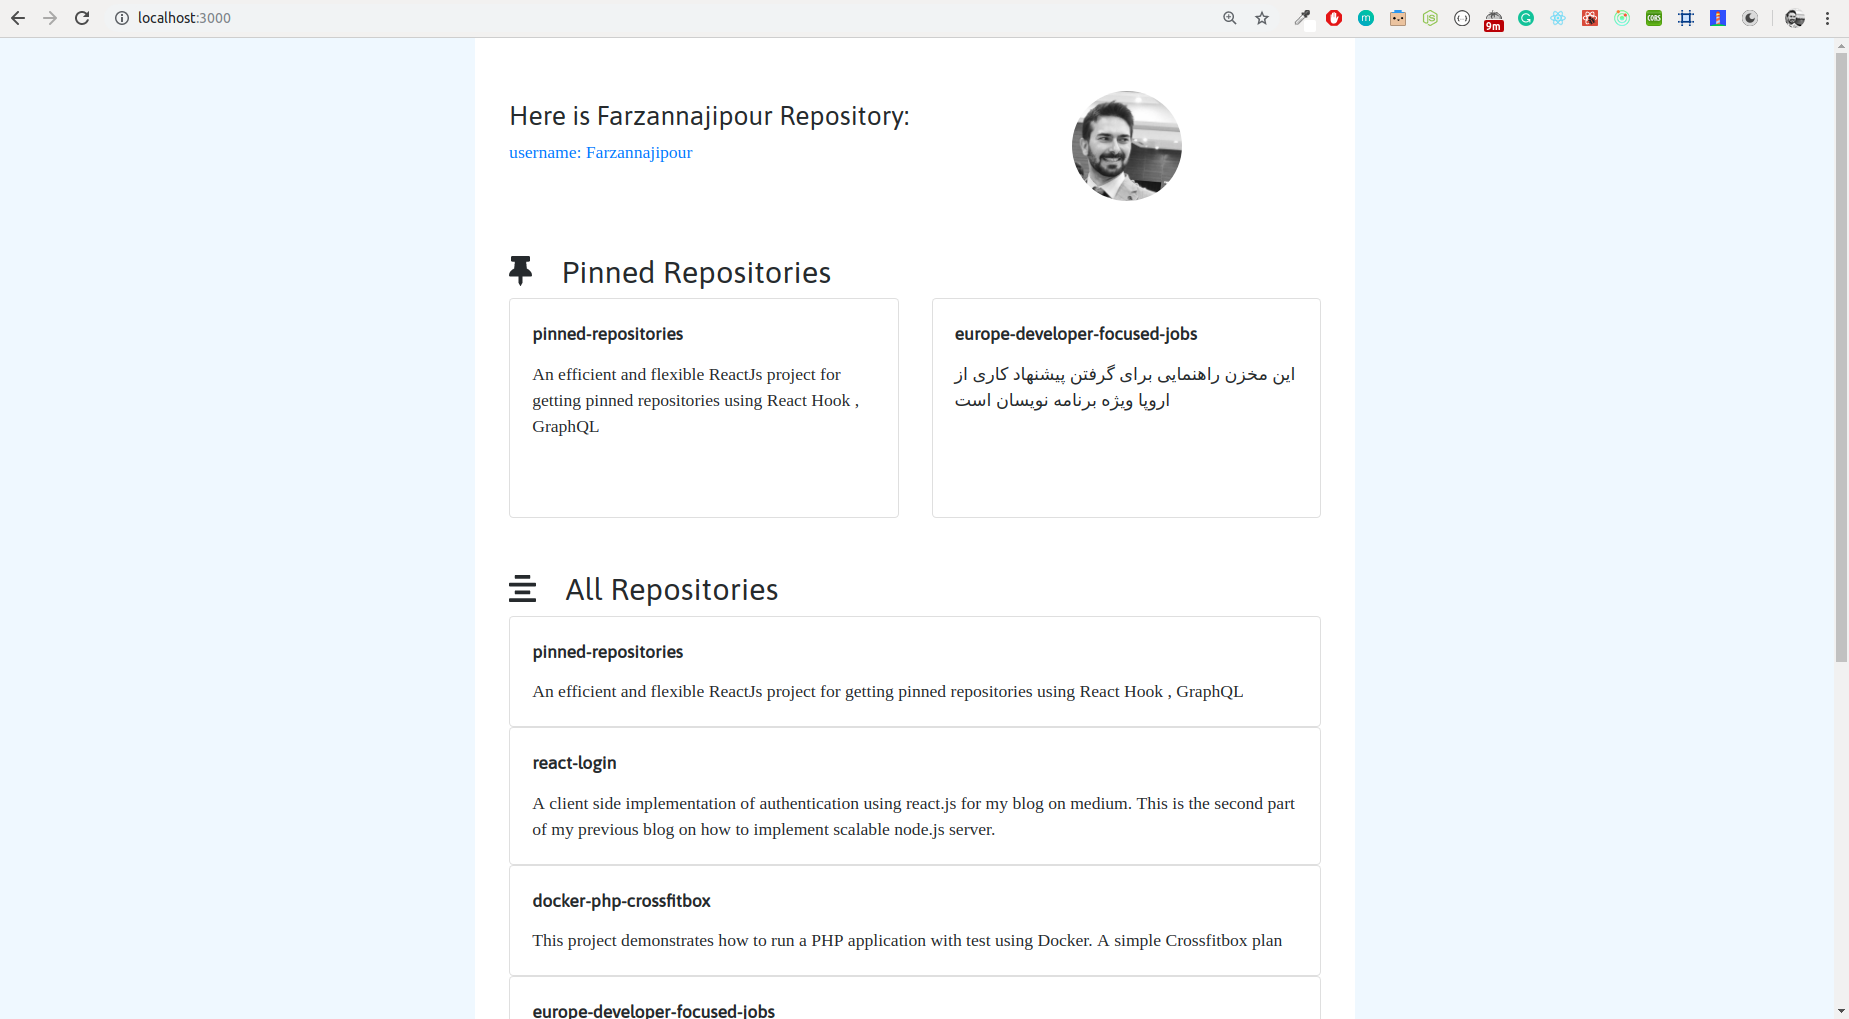 localhost:3000
9m
CORS
Here is Farzannajipour Repository:
username: Farzannajipour
Pinned Repositories
pinned-repositories
An efficient and flexible ReactJs project for
getting pinned repositories using React Hook ,
GraphQL
europe-developer-focused-jobs
این مخزن راهنمایی برای گرفتن پیشنهاد کاری از
اروپا ویژه برنامه نویسان است
All Repositories
pinned-repositories
An efficient and flexible ReactJs project for getting pinned repositories using React Hook , GraphQL
react-login
A client side implementation of authentication using react.js for my blog on medium. This is the second part
of my previous blog on how to implement scalable node.js server.
docker-php-crossfitbox
This project demonstrates how to run a PHP application with test using Docker. A simple Crossfitbox plan
europe-developer-focused-jobs